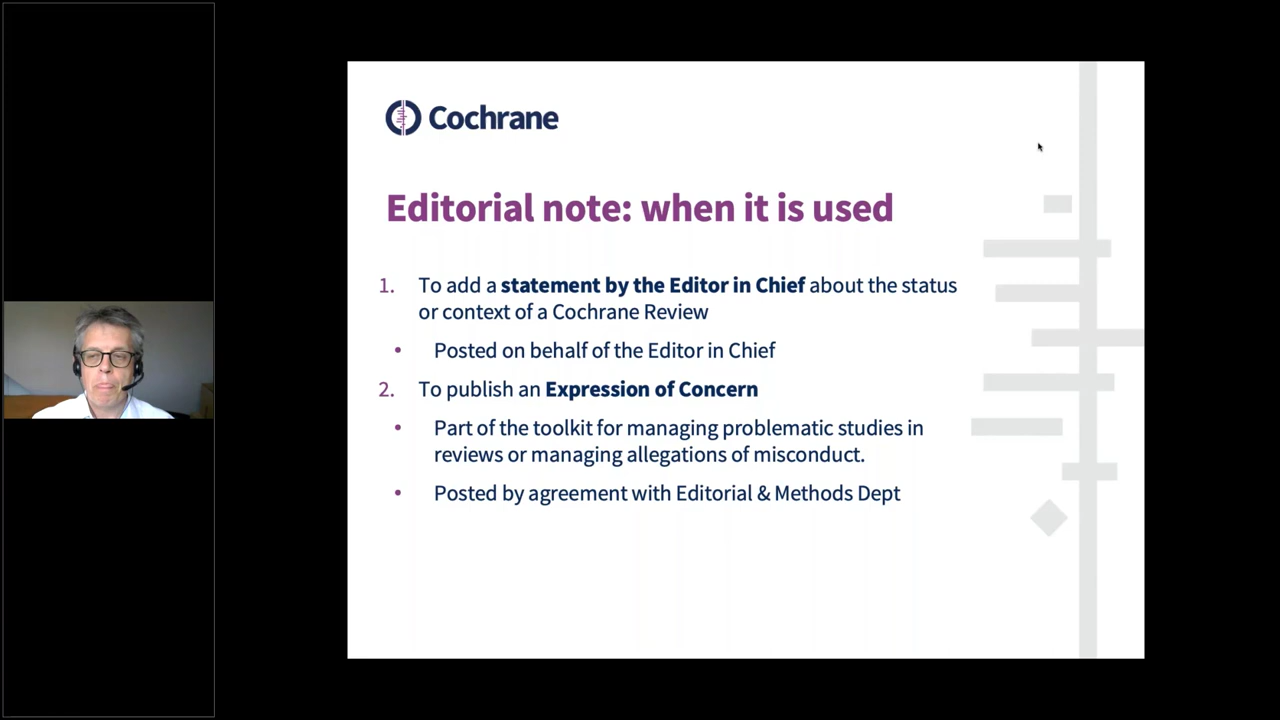 Cochrane
Editorial note: when it is used
1. To add a statement by the Editor in Chief about the status
or context of a Cochrane Review
• Posted on behalf of the Editor in Chief
2. To publish an Expression of Concern
• Part of the toolkit for managing problematic studies in
reviews or managing allegations of misconduct.
• Posted by agreement with Editorial & Methods Dept